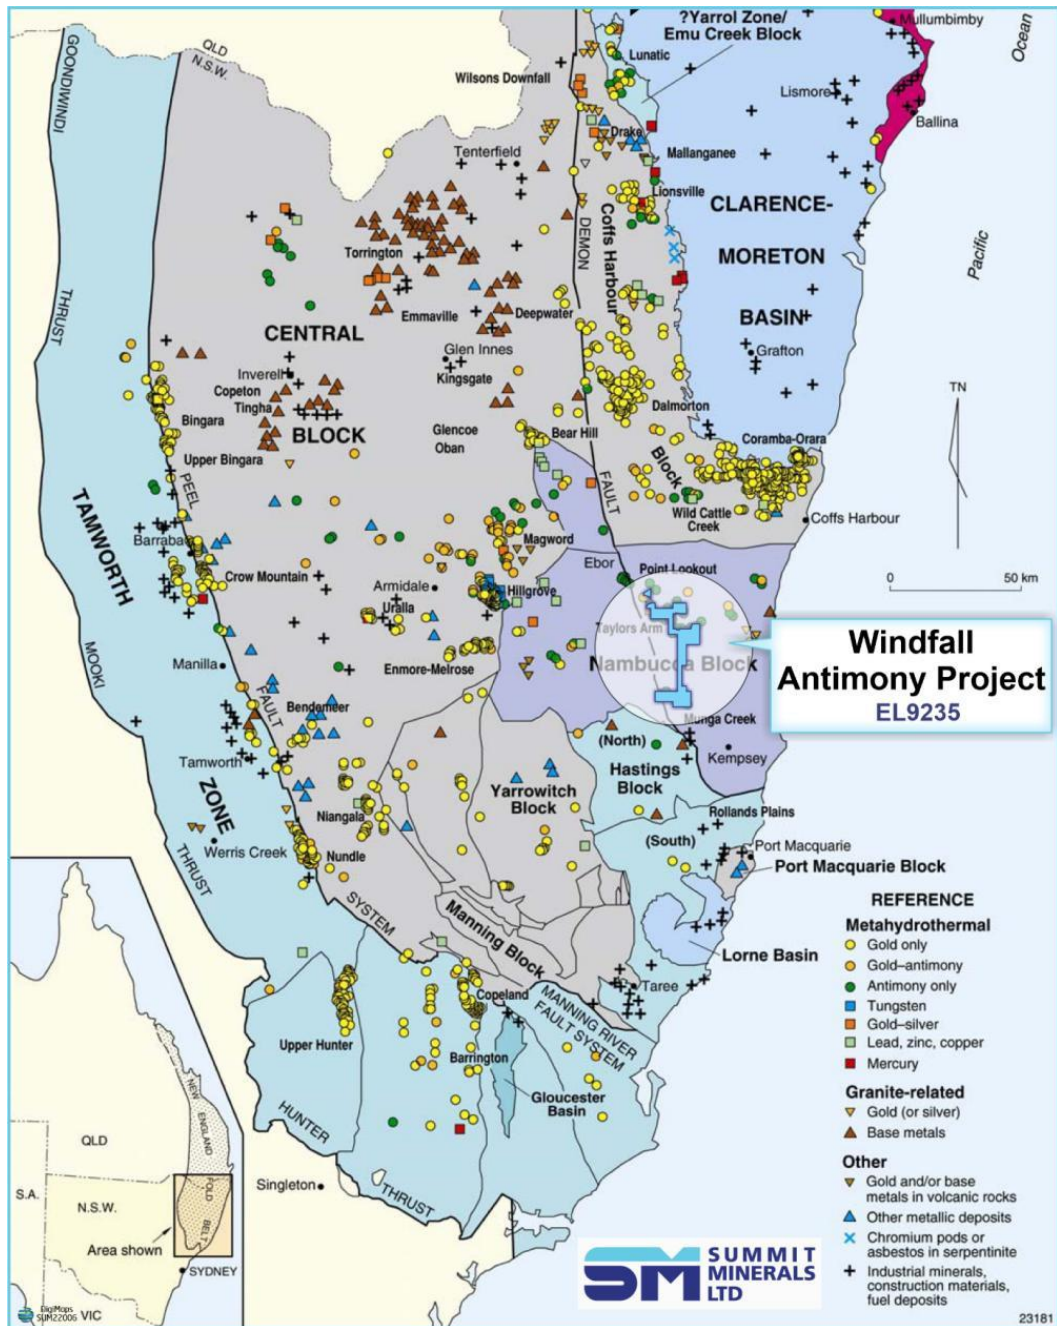 ?Yarrol Zone/
Emu Creek Block
Mullumbimby
Ocean
GOONDIWINDI
QLD
N.S.W.
Wilsons Downfall
Lunatic
Lismore
Ballina
Drake
Tenterfield
Mallanganee
Lionsville
CLARENCE-
MORETON
BASIN
Pacific
DEMON
Coffs Harbour
Torrington
THRUST
Emmaville
Deepwater
CENTRAL
Glen Innes
Grafton
TN
Inverell
Kingsgate
Copeton
Tingha
Dalmorton
Bingara
BLOCK
Glencoe
Oban
Bear Hill
Coramba-Orara
Upper Bingara
Block
PEEL
FAULT
TAMWORTH
Wild Cattle
Creek
Coffs Harbour
Barraba
Magword
Ebor
Point Lookout
Crow Mountain
Armidale
Hillgrove
0
50 km
Uralla
Taylors Arm
Windfall
Antimony Project
EL9235
MOOKI
Manilla
Enmore-Melrose
Nambucca Block
FAULT
Bendemeer
Munga Creek
(North)
Kempsey
Tamworth
Hastings
Block
ZONE
Yarrowitch
Block
Niangala
Rollands Plains
(South)
Werris Creek
Nundle
Port Macquarie
Port Macquarie Block
THRUST
SYSTEM
Manning Block
Lorne Basin
Taree
Copeland
MANNING RIVER
FAULT SYSTEM
Upper Hunter
Barrington
Gloucester
Basin
HUNTER
THRUST
Singleton
REFERENCE
Metahydrothermal
Gold only
Gold–antimony
Antimony only
Tungsten
Gold–silver
Lead, zinc, copper
Mercury
Granite-related
Gold (or silver)
Base metals
Other
Gold and/or base
metals in volcanic rocks
Other metallic deposits
Chromium pods or
asbestos in serpentinite
Industrial minerals,
construction materials,
fuel deposits
NEW
ENGLAND
FOLD
BELT
QLD
S.A.
N.S.W.
Area shown
SYDNEY
VIC
DigiMaps
SUM22006
SM
SUMMIT
MINERALS
LTD
23181